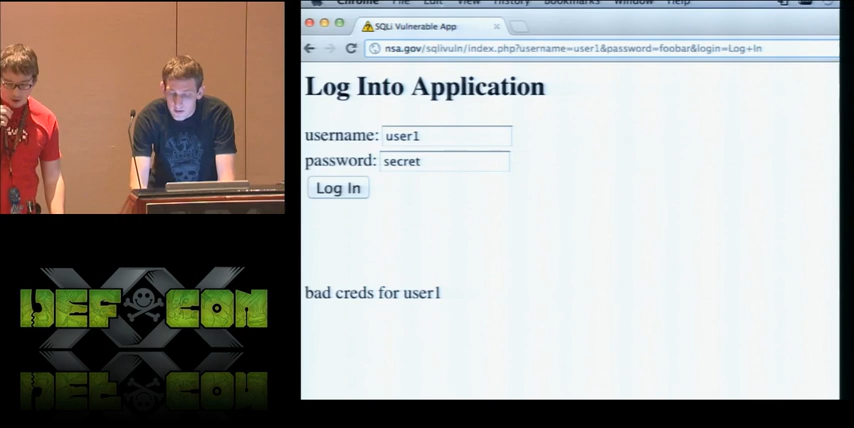 Chrome File Edit View History Bookmarks Window Help
SQLi Vulnerable App
nsa.gov/sqlivuln/index.php?username=user1&password=foobar&login=Log+In
Log Into Application
username: user1
password: secret
Log In
bad creds for user1
XX
DEF CON